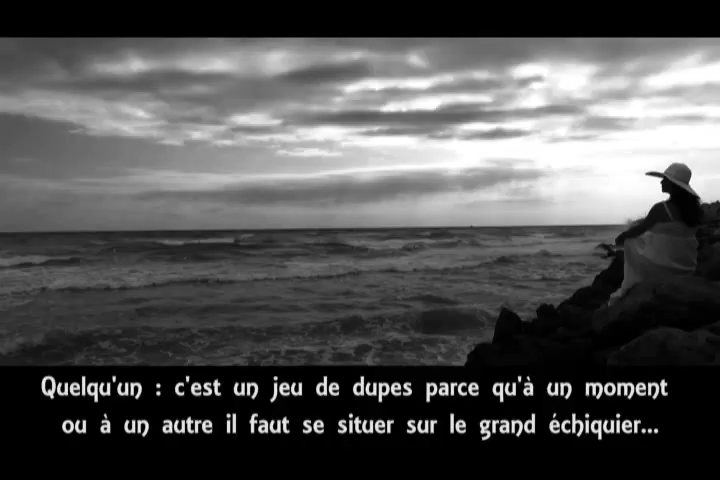 Quelqu'un : c'est un jeu de dupes parce qu'à un moment
ou à un autre il faut se situer sur le grand échiquier...